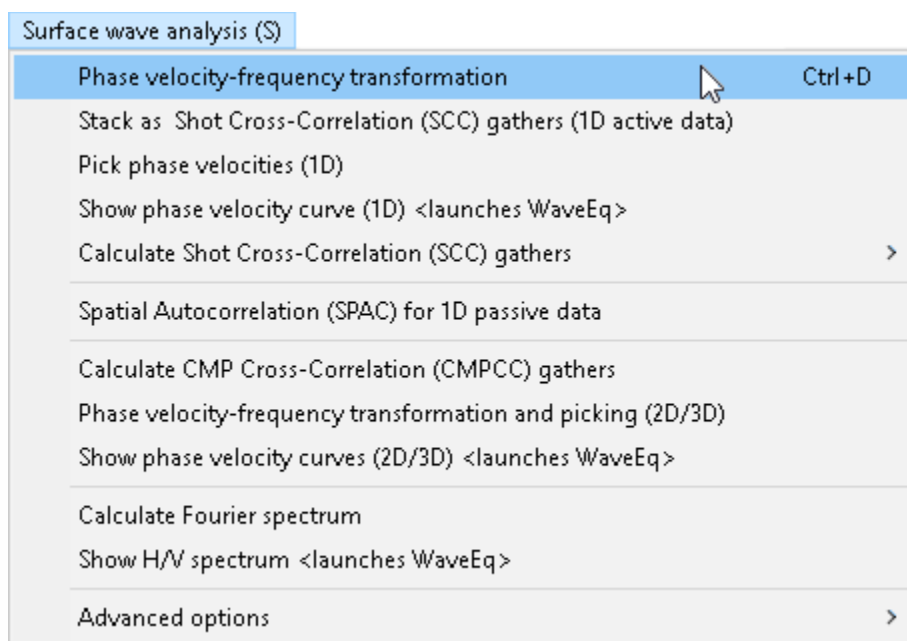 Surface wave analysis (S)
Phase velocity-frequency transformation Ctrl+D
Stack as Shot Cross-Correlation (SCC) gathers (1D active data)
Pick phase velocities (1D)
Show phase velocity curve (1D) <launches WaveEq>
Calculate Shot Cross-Correlation (SCC) gathers >
Spatial Autocorrelation (SPAC) for 1D passive data
Calculate CMP Cross-Correlation (CMPCC) gathers
Phase velocity-frequency transformation and picking (2D/3D)
Show phase velocity curves (2D/3D) <launches WaveEq>
Calculate Fourier spectrum
Show H/V spectrum <launches WaveEq>
Advanced options >